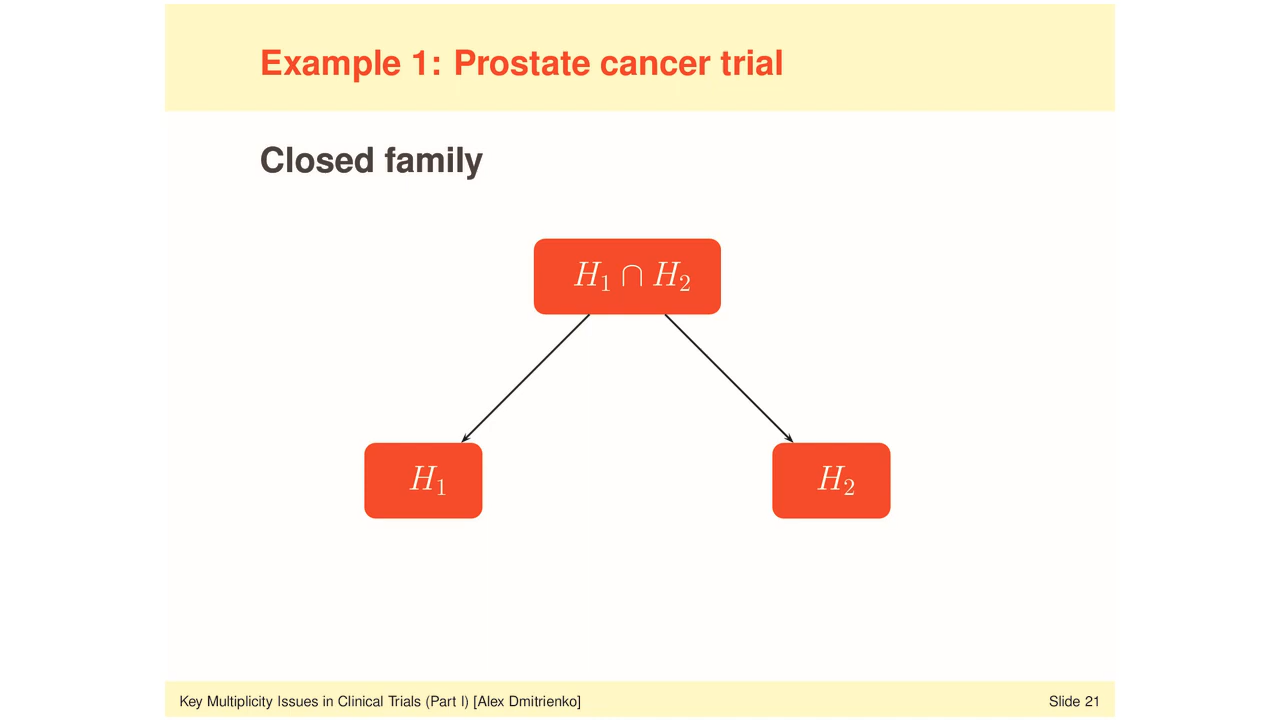 Example 1: Prostate cancer trial
Closed family
H₁ ∩ H₂
H₁
H₂
Key Multiplicity Issues in Clinical Trials (Part I) [Alex Dmitrienko]
Slide 21